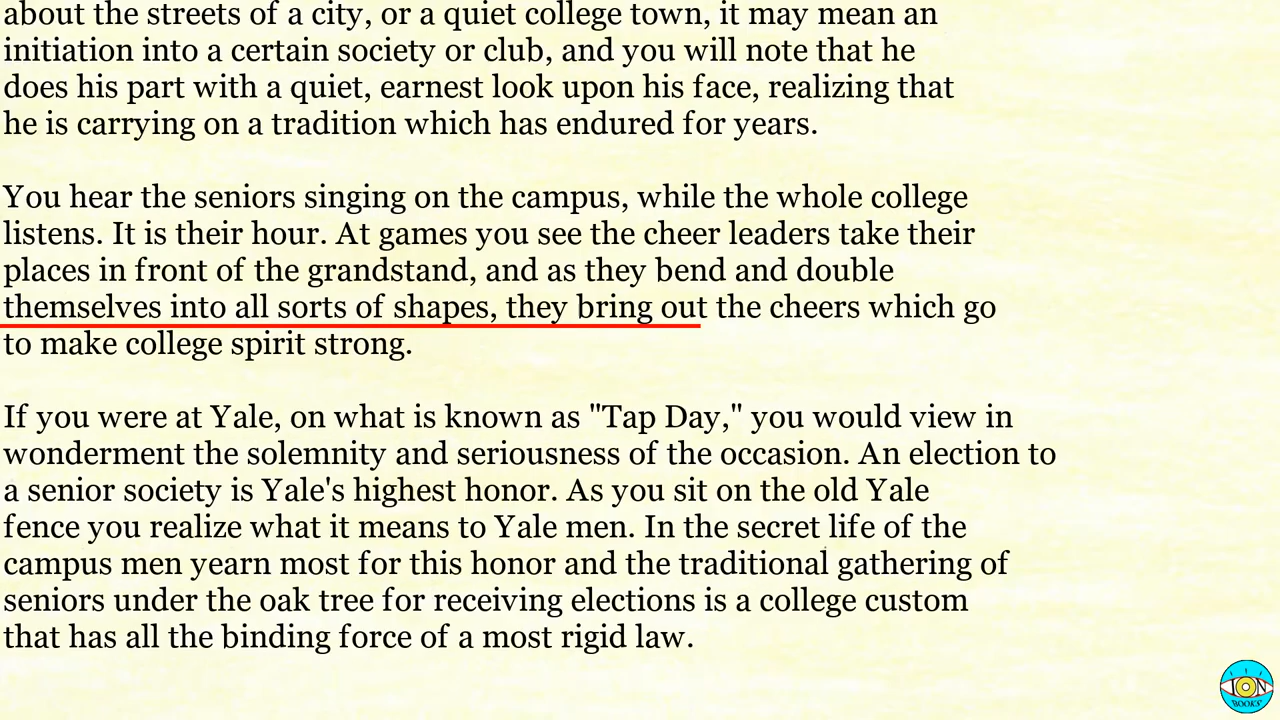 about the streets of a city, or a quiet college town, it may mean an
initiation into a certain society or club, and you will note that he
does his part with a quiet, earnest look upon his face, realizing that
he is carrying on a tradition which has endured for years.
You hear the seniors singing on the campus, while the whole college
listens. It is their hour. At games you see the cheer leaders take their
places in front of the grandstand, and as they bend and double
themselves into all sorts of shapes, they bring out the cheers which go
to make college spirit strong.
If you were at Yale, on what is known as "Tap Day," you would view in
wonderment the solemnity and seriousness of the occasion. An election to
a senior society is Yale's highest honor. As you sit on the old Yale
fence you realize what it means to Yale men. In the secret life of the
campus men yearn most for this honor and the traditional gathering of
seniors under the oak tree for receiving elections is a college custom
that has all the binding force of a most rigid law.
ION
BOOKS